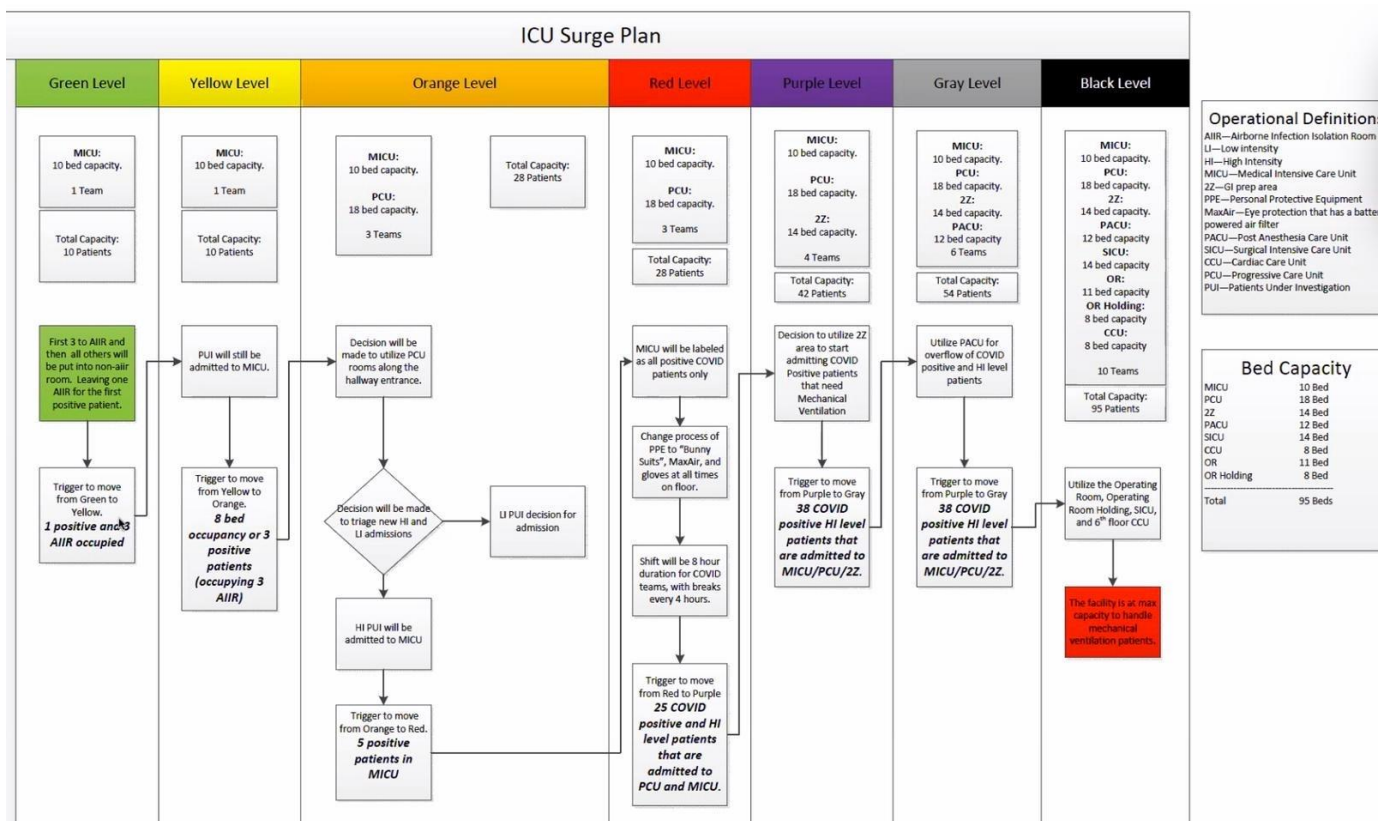 ICU Surge Plan
Green Level
Yellow Level
Orange Level
Red Level
Purple Level
Gray Level
Black Level
MICU:
10 bed capacity.
1 Team
Total Capacity:
10 Patients
First 3 to AIIR and
then all others will
be put into non-aiir
room. Leaving one
AIIR for the first
positive patient.
Trigger to move
from Green to
Yellow.
1 positive and 3
AIIR occupied
MICU:
10 bed capacity.
1 Team
Total Capacity:
10 Patients
PUI will still be
admitted to MICU.
Trigger to move
from Yellow to
Orange.
8 bed
occupancy or 3
positive
patients
(occupying 3
AIIR)
MICU:
10 bed capacity.
PCU:
18 bed capacity.
3 Teams
Total Capacity:
28 Patients
Decision will be
made to utilize PCU
rooms along the
hallway entrance.
Decision will be made
to triage new HI and
LI admissions
LI PUI decision for
admission
HI PUI will be
admitted to MICU
Trigger to move
from Orange to Red.
5 positive
patients in
MICU
MICU:
10 bed capacity.
PCU:
18 bed capacity.
3 Teams
Total Capacity:
28 Patients
MICU will be labeled
as all positive COVID
patients only
Change process of
PPE to "Bunny
Suits", MaxAir, and
gloves at all times
on floor.
Shift will be 8 hour
duration for COVID
teams, with breaks
every 4 hours.
Trigger to move
from Red to Purple
25 COVID
positive and HI
level patients
that are
admitted to
PCU and MICU.
MICU:
10 bed capacity.
PCU:
18 bed capacity.
2Z:
14 bed capacity.
4 Teams
Total Capacity:
42 Patients
Decision to utilize 2Z
area to start
admitting COVID
Positive patients
that need
Mechanical
Ventilation
Trigger to move
from Purple to Gray
38 COVID
positive HI level
patients that
are admitted to
MICU/PCU/2Z.
MICU:
10 bed capacity.
PCU:
18 bed capacity.
2Z:
14 bed capacity.
PACU:
12 bed capacity
6 Teams
Total Capacity:
54 Patients
Utilize PACU for
overflow of COVID
positive and HI level
patients
Trigger to move
from Purple to Gray
38 COVID
positive HI level
patients that
are admitted to
MICU/PCU/2Z.
MICU:
10 bed capacity.
PCU:
18 bed capacity.
2Z:
14 bed capacity.
PACU:
12 bed capacity
SICU:
14 bed capacity
OR:
11 bed capacity
OR Holding:
8 bed capacity
CCU:
8 bed capacity
10 Teams
Total Capacity:
95 Patients
Utilize the Operating
Room, Operating
Room Holding, SICU,
and 6th floor CCU
The facility is at max
capacity to handle
mechanical
ventilation patients.
Operational Definitions
AIIR—Airborne Infection Isolation Room
LI—Low intensity
HI—High Intensity
MICU—Medical Intensive Care Unit
2Z—GI prep area
PPE—Personal Protective Equipment
MaxAir—Eye protection that has a batte
powered air filter
PACU—Post Anesthesia Care Unit
SICU—Surgical Intensive Care Unit
CCU—Cardiac Care Unit
PCU—Progressive Care Unit
PUI—Patients Under Investigation
Bed Capacity
MICU 10 Bed
PCU 18 Bed
2Z 14 Bed
PACU 12 Bed
SICU 14 Bed
CCU 8 Bed
OR 11 Bed
OR Holding 8 Bed
Total 95 Beds